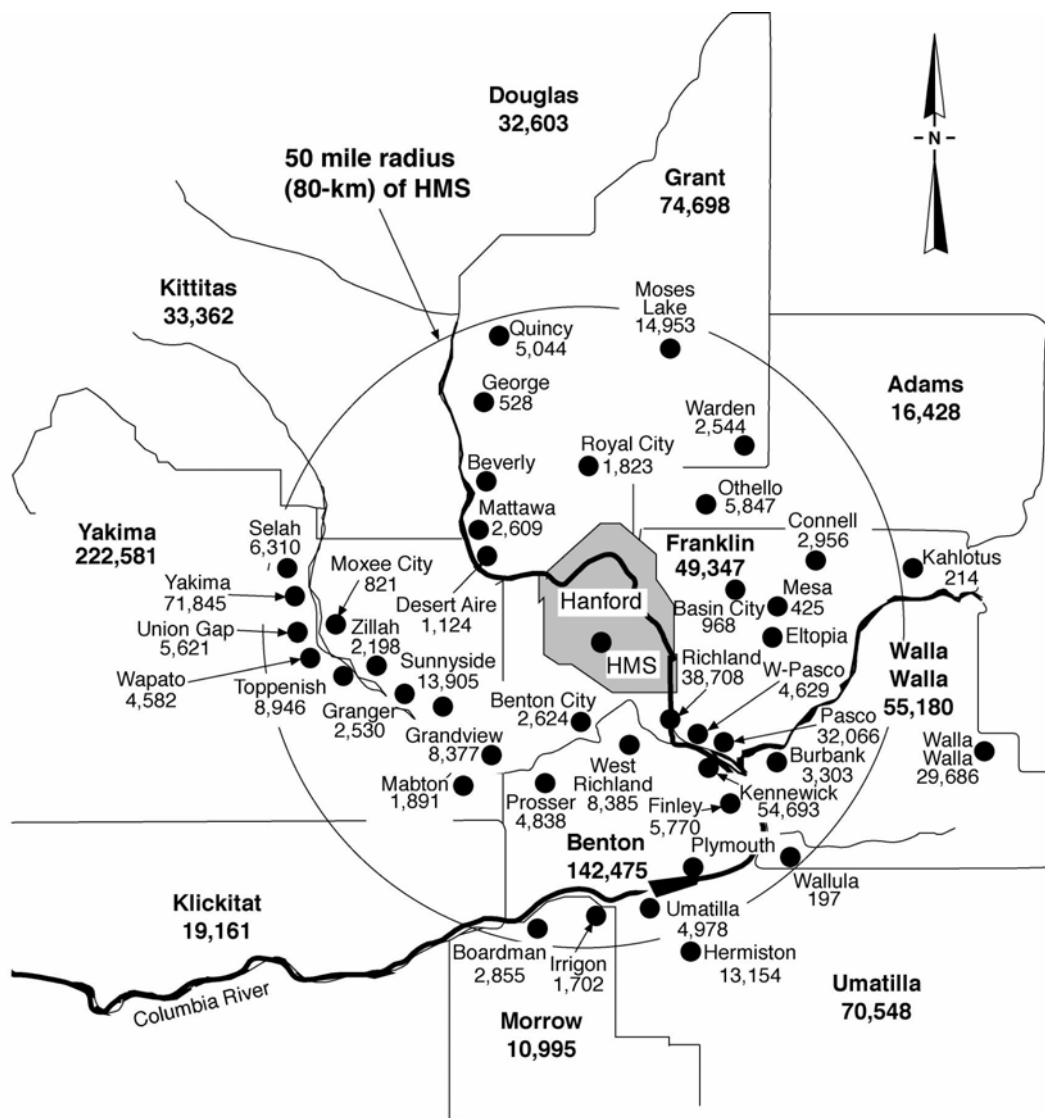 Douglas
32,603
50 mile radius
(80-km) of HMS
Grant
74,698
N
Kittitas
33,362
Moses
Lake
14,953
Quincy
5,044
George
528
Adams
16,428
Warden
2,544
Royal City
1,823
Beverly
Othello
5,847
Mattawa
2,609
Yakima
222,581
Selah
6,310
Connell
2,956
Franklin
49,347
Kahlotus
214
Moxee City
821
Yakima
71,845
Desert Aire
1,124
Hanford
Basin City
968
Mesa
425
Union Gap
5,621
Zillah
2,198
Eltopia
HMS
Richland
38,708
Walla
Walla
55,180
Wapato
4,582
Toppenish
8,946
Sunnyside
13,905
W-Pasco
4,629
Granger
2,530
Benton City
2,624
Pasco
32,066
Grandview
8,377
Walla
Walla
29,686
Burbank
3,303
West
Richland
8,385
Mabton
1,891
Prosser
4,838
Kennewick
54,693
Finley
5,770
Benton
142,475
Plymouth
Wallula
197
Klickitat
19,161
Umatilla
4,978
Boardman
2,855
Irrigon
1,702
Hermiston
13,154
Columbia River
Umatilla
70,548
Morrow
10,995